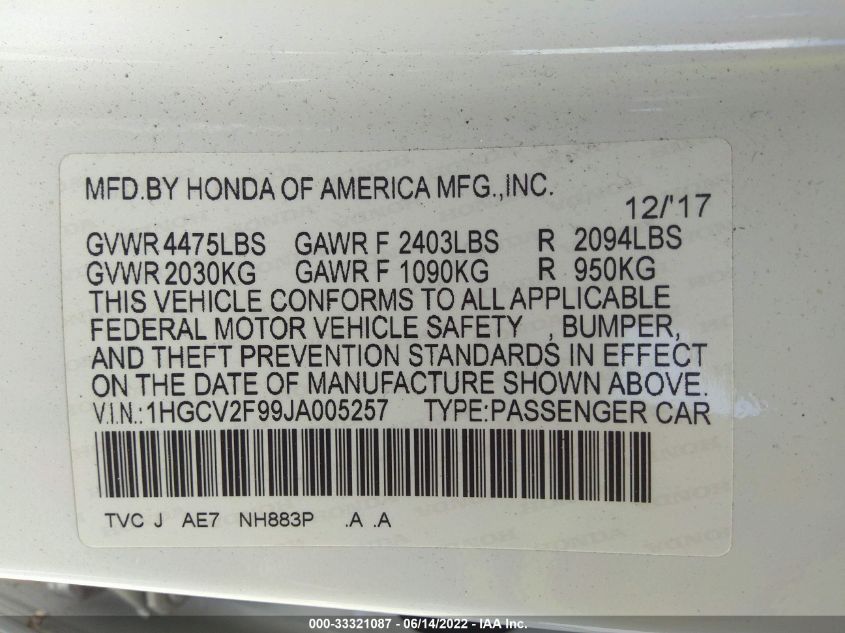 MFD.BY HONDA OF AMERICA MFG.,INC.
12/'17
GVWR 4475LBS GAWR F 2403LBS R 2094LBS
GVWR 2030KG GAWR F 1090KG R 950KG
THIS VEHICLE CONFORMS TO ALL APPLICABLE
FEDERAL MOTOR VEHICLE SAFETY , BUMPER,
AND THEFT PREVENTION STANDARDS IN EFFECT
ON THE DATE OF MANUFACTURE SHOWN ABOVE.
V.I.N.:1HGCV2F99JA005257 TYPE:PASSENGER CAR
TVC J AE7 NH883P .A .A
000-33321087 - 06/14/2022 - IAA Inc.